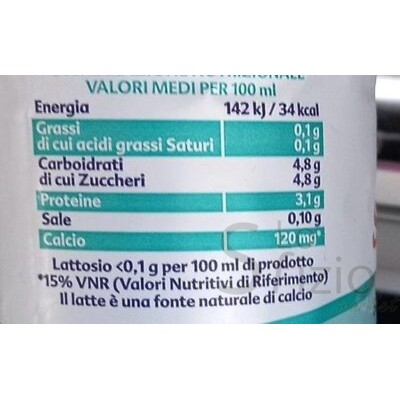 VALORI MEDI PER 100 ml
Energia 142 kJ / 34 kcal
Grassi 0,1 g
di cui acidi grassi Saturi 0,1 g
Carboidrati 4,8 g
di cui Zuccheri 4,8 g
Proteine 3,1 g
Sale 0,10 g
Calcio 120 mg*
Lattosio <0,1 g per 100 ml di prodotto
*15% VNR (Valori Nutritivi di Riferimento)
Il latte è una fonte naturale di calcio